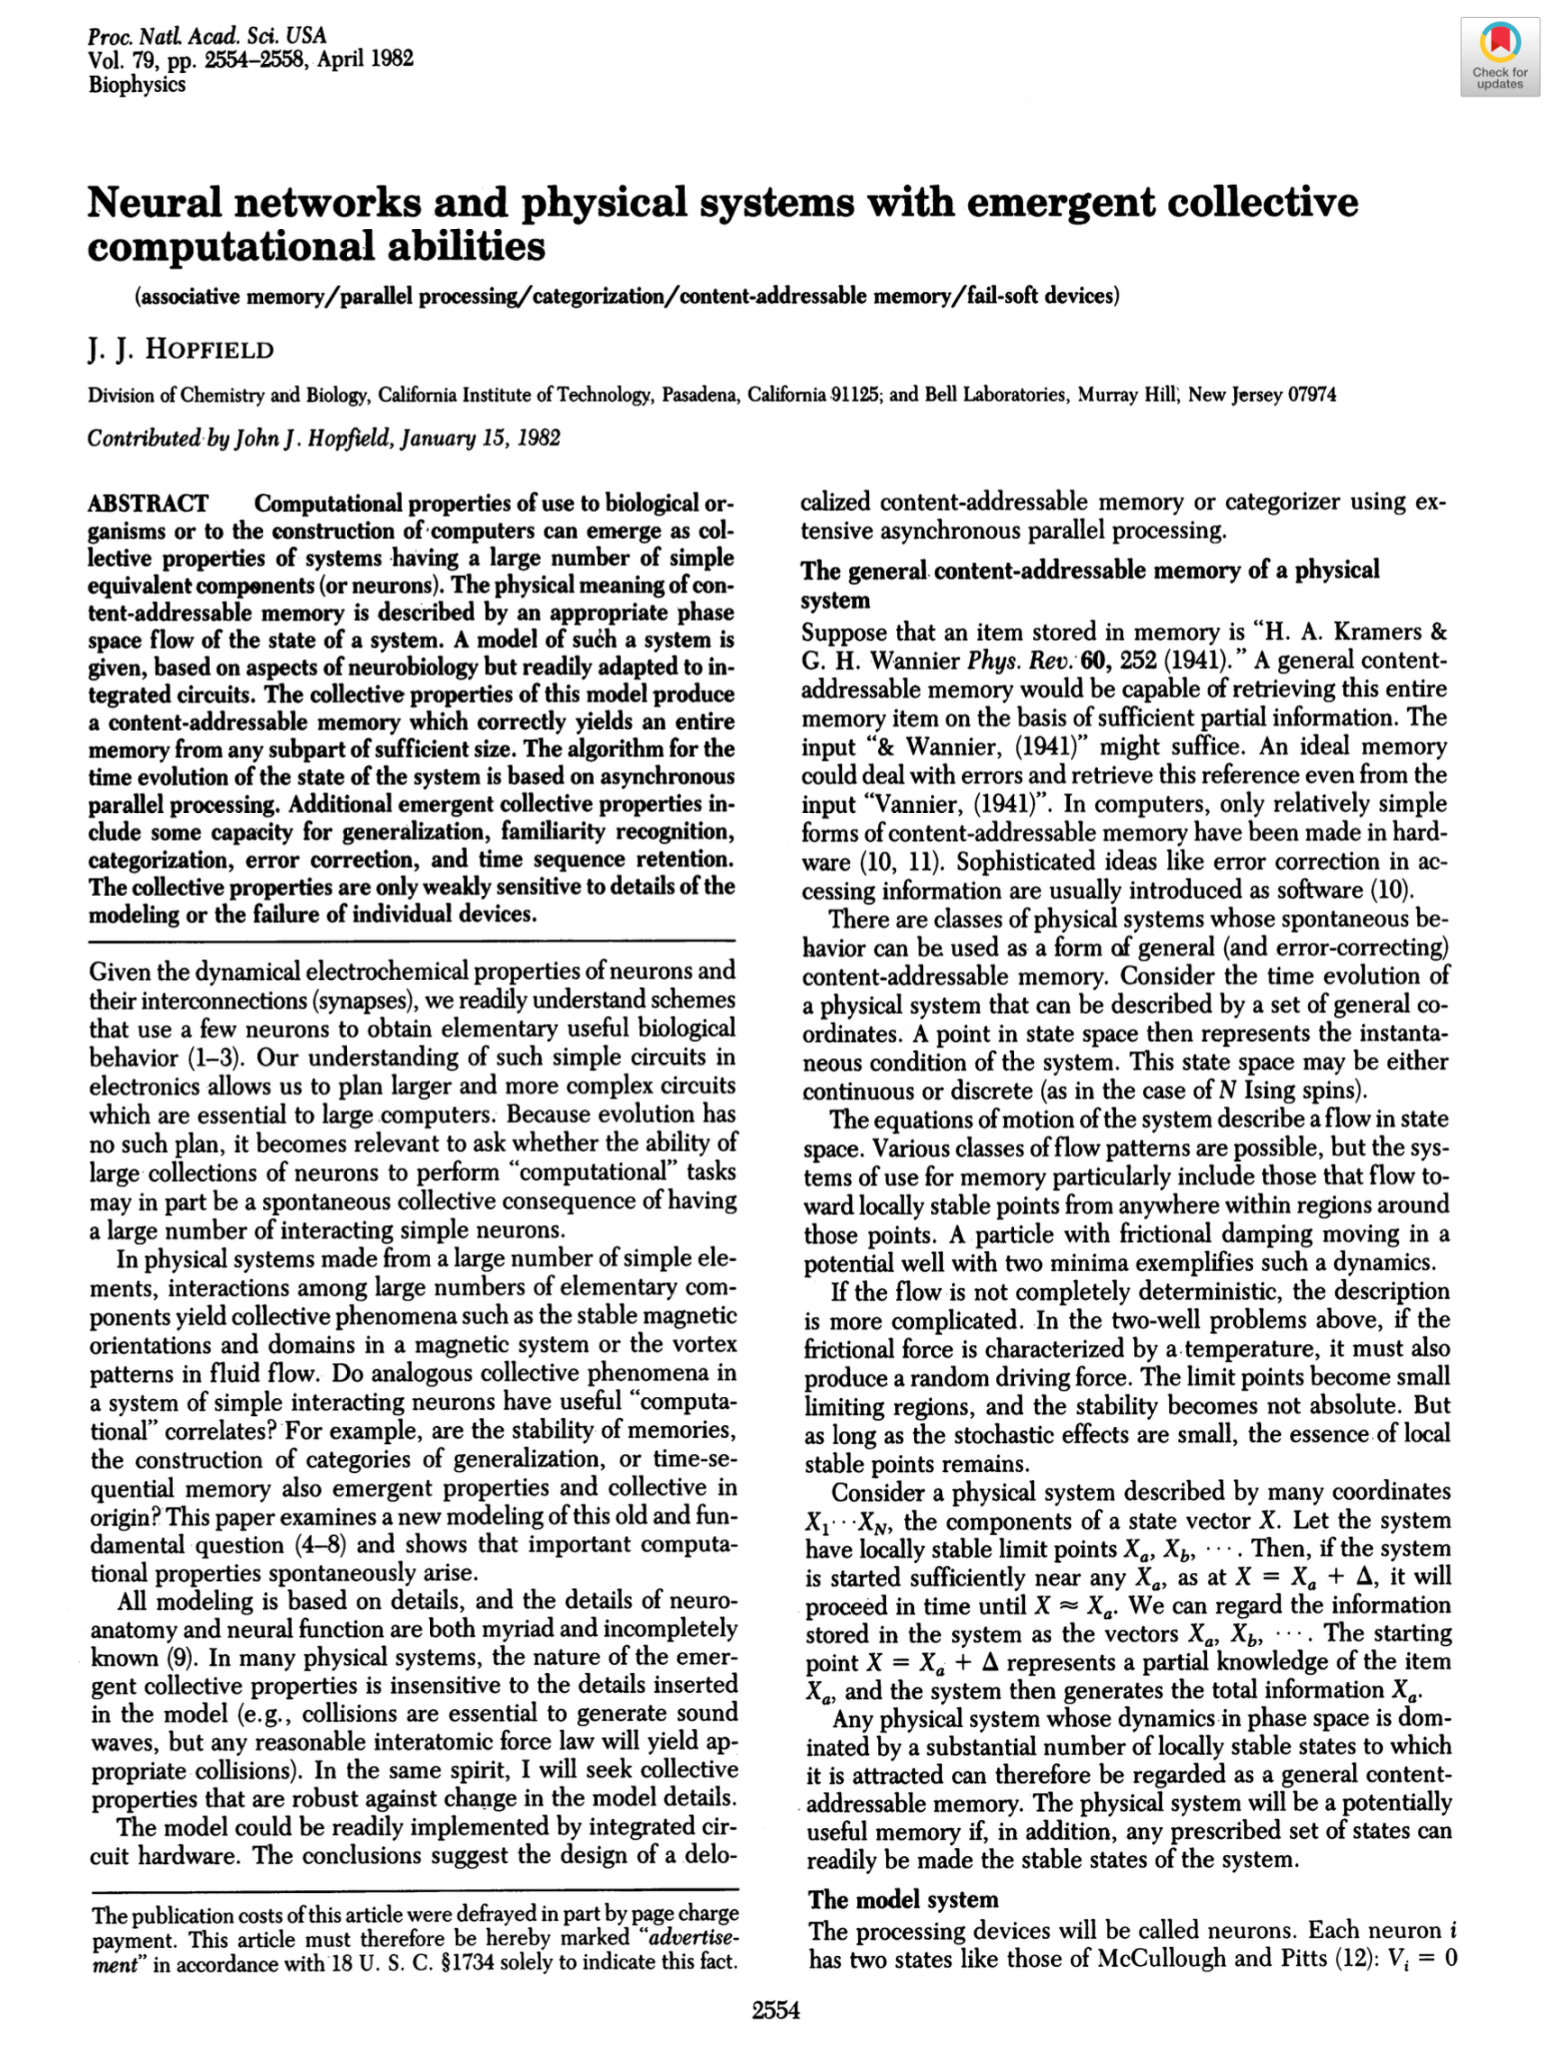 Proc. Natl. Acad. Sci. USA
Vol. 79, pp. 2554–2558, April 1982
Biophysics
Check for
updates
Neural networks and physical systems with emergent collective
computational abilities
(associative memory/parallel processing/categorization/content-addressable memory/fail-soft devices)
J. J. HOPFIELD
Division of Chemistry and Biology, California Institute of Technology, Pasadena, California 91125; and Bell Laboratories, Murray Hill, New Jersey 07974
Contributed by John J. Hopfield, January 15, 1982
ABSTRACT Computational properties of use to biological or-
ganisms or to the construction of computers can emerge as col-
lective properties of systems having a large number of simple
equivalent components (or neurons). The physical meaning of con-
tent-addressable memory is described by an appropriate phase
space flow of the state of a system. A model of such a system is
given, based on aspects of neurobiology but readily adapted to in-
tegrated circuits. The collective properties of this model produce
a content-addressable memory which correctly yields an entire
memory from any subpart of sufficient size. The algorithm for the
time evolution of the state of the system is based on asynchronous
parallel processing. Additional emergent collective properties in-
clude some capacity for generalization, familiarity recognition,
categorization, error correction, and time sequence retention.
The collective properties are only weakly sensitive to details of the
modeling or the failure of individual devices.
Given the dynamical electrochemical properties of neurons and
their interconnections (synapses), we readily understand schemes
that use a few neurons to obtain elementary useful biological
behavior (1–3). Our understanding of such simple circuits in
electronics allows us to plan larger and more complex circuits
which are essential to large computers. Because evolution has
no such plan, it becomes relevant to ask whether the ability of
large collections of neurons to perform “computational” tasks
may in part be a spontaneous collective consequence of having
a large number of interacting simple neurons.
In physical systems made from a large number of simple ele-
ments, interactions among large numbers of elementary com-
ponents yield collective phenomena such as the stable magnetic
orientations and domains in a magnetic system or the vortex
patterns in fluid flow. Do analogous collective phenomena in
a system of simple interacting neurons have useful “computa-
tional” correlates? For example, are the stability of memories,
the construction of categories of generalization, or time-se-
quential memory also emergent properties and collective in
origin? This paper examines a new modeling of this old and fun-
damental question (4–8) and shows that important computa-
tional properties spontaneously arise.
All modeling is based on details, and the details of neuro-
anatomy and neural function are both myriad and incompletely
known (9). In many physical systems, the nature of the emer-
gent collective properties is insensitive to the details inserted
in the model (e.g., collisions are essential to generate sound
waves, but any reasonable interatomic force law will yield ap-
propriate collisions). In the same spirit, I will seek collective
properties that are robust against change in the model details.
The model could be readily implemented by integrated cir-
cuit hardware. The conclusions suggest the design of a delo-
The publication costs of this article were defrayed in part by page charge
payment. This article must therefore be hereby marked “advertise-
ment” in accordance with 18 U. S. C. §1734 solely to indicate this fact.
calized content-addressable memory or categorizer using ex-
tensive asynchronous parallel processing.
The general content-addressable memory of a physical
system
Suppose that an item stored in memory is “H. A. Kramers &
G. H. Wannier Phys. Rev. 60, 252 (1941).” A general content-
addressable memory would be capable of retrieving this entire
memory item on the basis of sufficient partial information. The
input “& Wannier, (1941)” might suffice. An ideal memory
could deal with errors and retrieve this reference even from the
input “Vannier, (1941)”. In computers, only relatively simple
forms of content-addressable memory have been made in hard-
ware (10, 11). Sophisticated ideas like error correction in ac-
cessing information are usually introduced as software (10).
There are classes of physical systems whose spontaneous be-
havior can be used as a form of general (and error-correcting)
content-addressable memory. Consider the time evolution of
a physical system that can be described by a set of general co-
ordinates. A point in state space then represents the instanta-
neous condition of the system. This state space may be either
continuous or discrete (as in the case of N Ising spins).
The equations of motion of the system describe a flow in state
space. Various classes of flow patterns are possible, but the sys-
tems of use for memory particularly include those that flow to-
ward locally stable points from anywhere within regions around
those points. A particle with frictional damping moving in a
potential well with two minima exemplifies such a dynamics.
If the flow is not completely deterministic, the description
is more complicated. In the two-well problems above, if the
frictional force is characterized by a temperature, it must also
produce a random driving force. The limit points become small
limiting regions, and the stability becomes not absolute. But
as long as the stochastic effects are small, the essence of local
stable points remains.
Consider a physical system described by many coordinates
X₁ · · · X_N, the components of a state vector X. Let the system
have locally stable limit points Xₐ, X_b, · · ·. Then, if the system
is started sufficiently near any Xₐ, as at X = Xₐ + Δ, it will
proceed in time until X ≈ Xₐ. We can regard the information
stored in the system as the vectors Xₐ, X_b, · · ·. The starting
point X = Xₐ + Δ represents a partial knowledge of the item
Xₐ, and the system then generates the total information Xₐ.
Any physical system whose dynamics in phase space is dom-
inated by a substantial number of locally stable states to which
it is attracted can therefore be regarded as a general content-
addressable memory. The physical system will be a potentially
useful memory if, in addition, any prescribed set of states can
readily be made the stable states of the system.
The model system
The processing devices will be called neurons. Each neuron i
has two states like those of McCullough and Pitts (12): Vᵢ = 0
2554